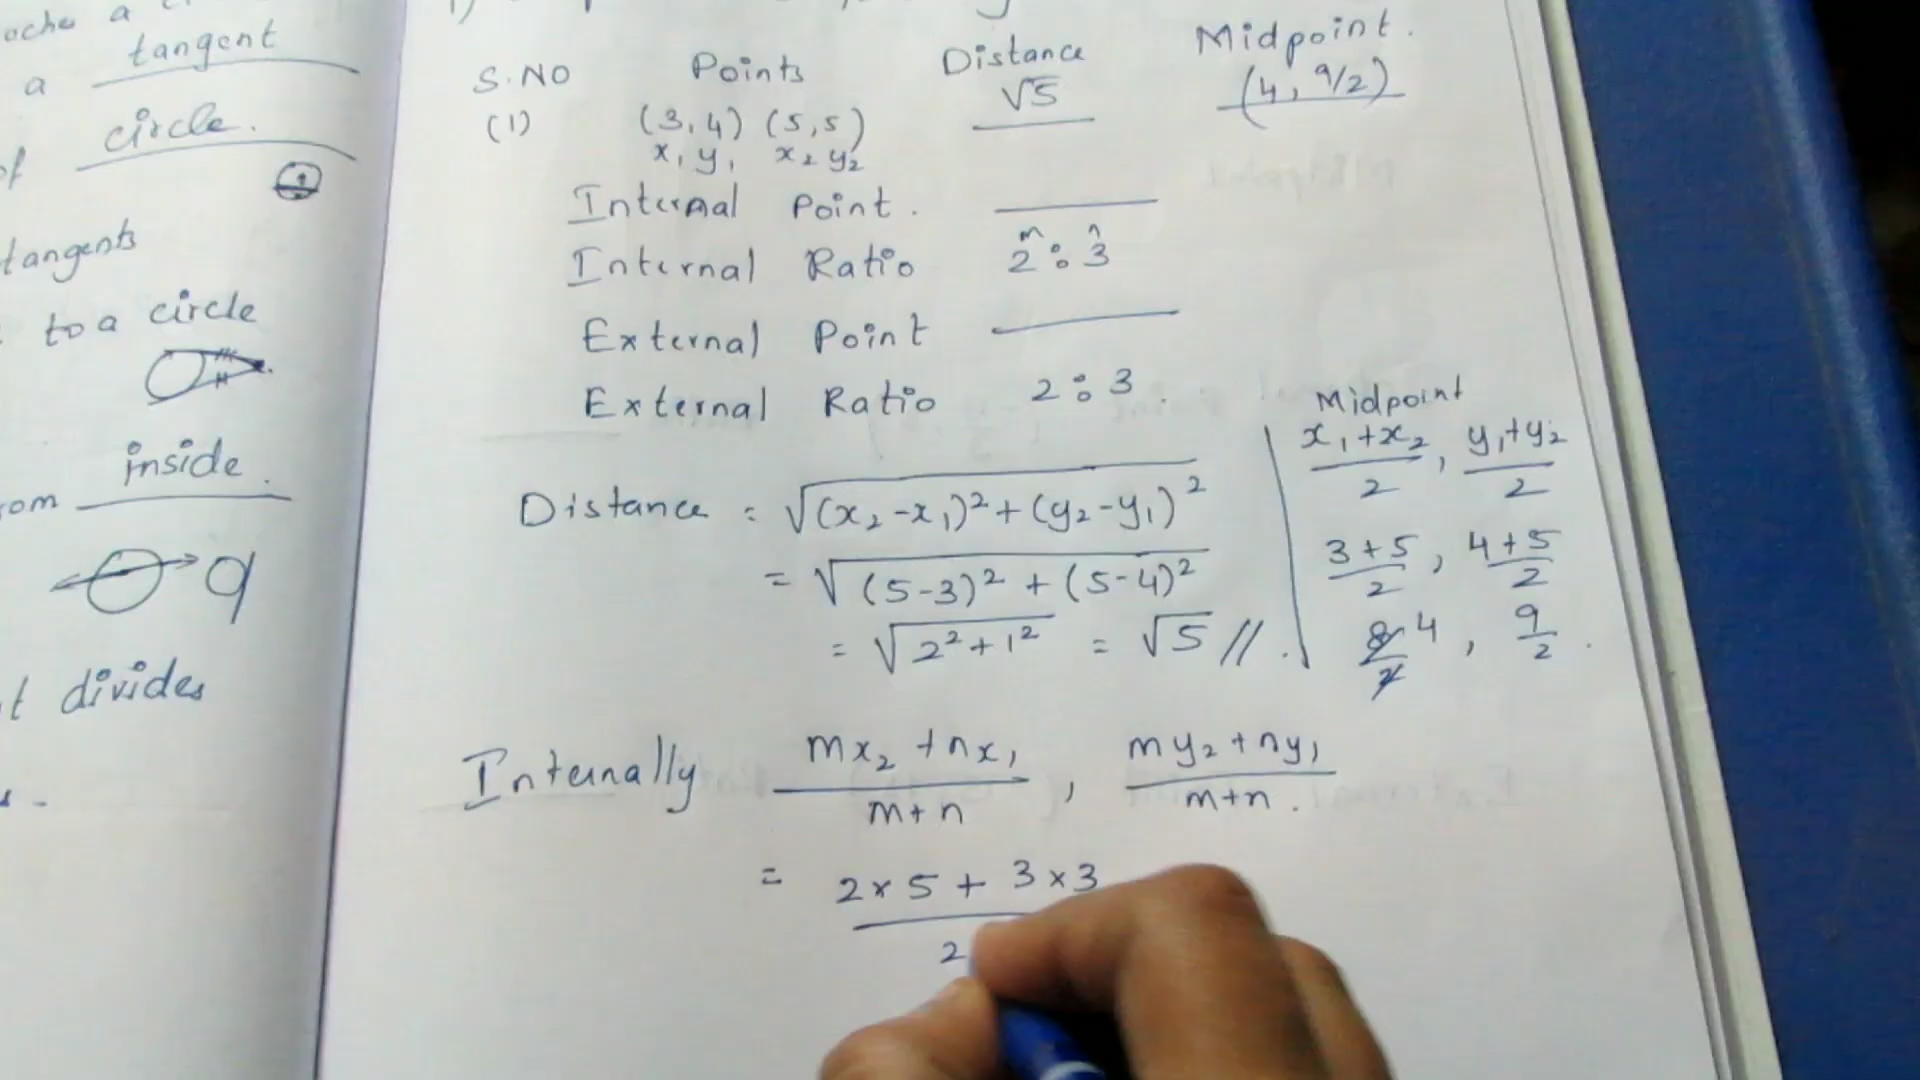 a
tangent
a
circle.
of
tangents
to a circle
inside.
om
divides
S.NO Points Distance Midpoint.
(1) (3,4) (5,5) √5 (4, 9/2)
x₁ y₁ x₂ y₂
Internal Point.
m n
Internal Ratio 2 : 3
External Point
External Ratio 2 : 3.
Distance = √(x₂-x₁)²+(y₂-y₁)²
= √(5-3)² + (5-4)²
= √2²+1² = √5 //.
Midpoint
x₁+x₂/2, y₁+y₂/2
3+5/2, 4+5/2
8/2 4, 9/2.
Internally mx₂+nx₁/m+n, my₂+ny₁/m+n.
= 2×5+3×3
2